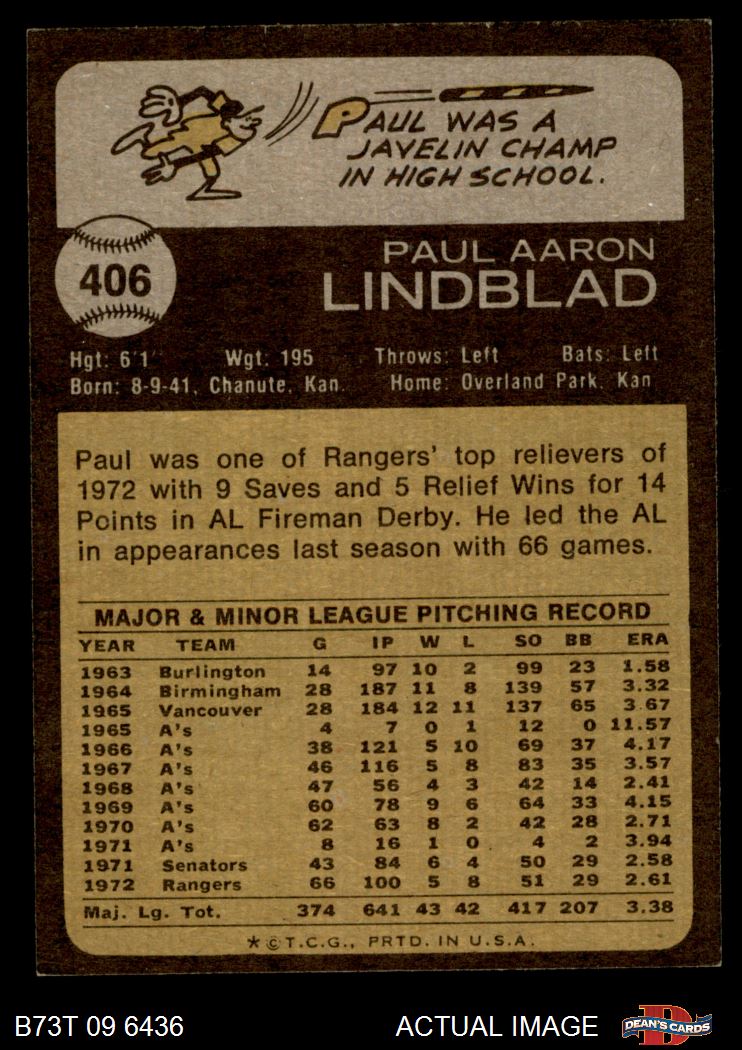 PAUL WAS A
JAVELIN CHAMP
IN HIGH SCHOOL.
406
PAUL AARON
LINDBLAD
Hgt: 6'1" Wgt: 195 Throws: Left Bats: Left
Born: 8-9-41, Chanute, Kan. Home: Overland Park, Kan
Paul was one of Rangers' top relievers of
1972 with 9 Saves and 5 Relief Wins for 14
Points in AL Fireman Derby. He led the AL
in appearances last season with 66 games.
MAJOR & MINOR LEAGUE PITCHING RECORD
YEAR TEAM G IP W L SO BB ERA
1963 Burlington 14 97 10 2 99 23 1.58
1964 Birmingham 28 187 11 8 139 57 3.32
1965 Vancouver 28 184 12 11 137 65 3.67
1965 A's 4 7 0 1 12 0 11.57
1966 A's 38 121 5 10 69 37 4.17
1967 A's 46 116 5 8 83 35 3.57
1968 A's 47 56 4 3 42 14 2.41
1969 A's 60 78 9 6 64 33 4.15
1970 A's 62 63 8 2 42 28 2.71
1971 A's 8 16 1 0 4 2 3.94
1971 Senators 43 84 6 4 50 29 2.58
1972 Rangers 66 100 5 8 51 29 2.61
Maj. Lg. Tot. 374 641 43 42 417 207 3.38
*©T.C.G., PRTD. IN U.S.A.
B73T 09 6436 ACTUAL IMAGE D DEAN'S CARDS